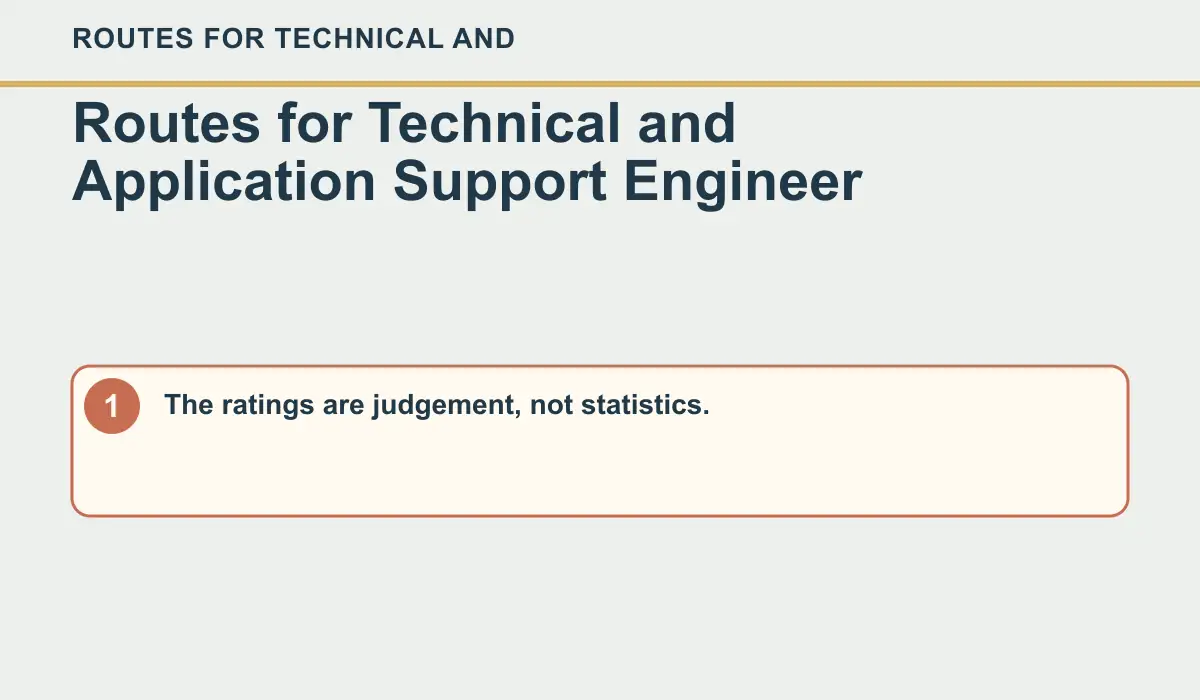 ROUTES FOR TECHNICAL AND
Routes for Technical and
Application Support Engineer
1 The ratings are judgement, not statistics.